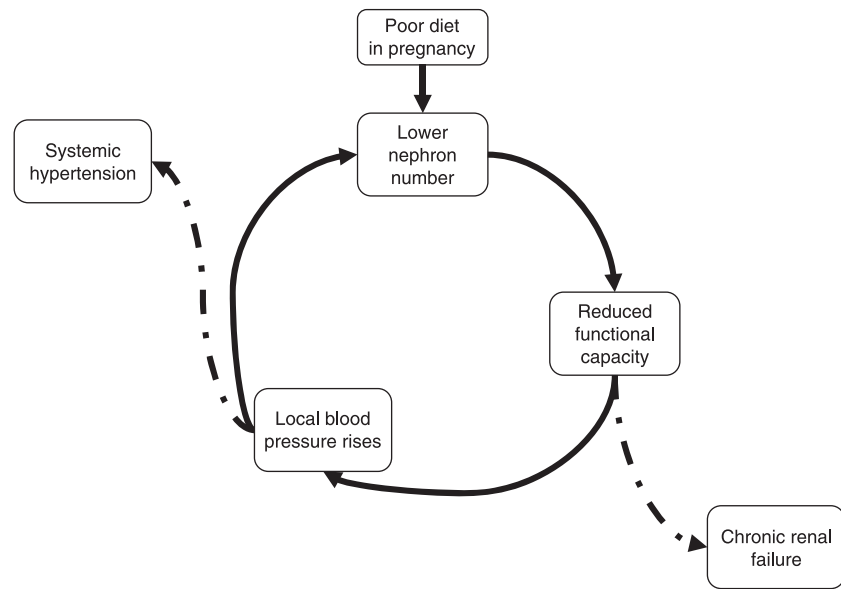 Poor diet
in pregnancy
Lower
nephron
number
Systemic
hypertension
Reduced
functional
capacity
Local blood
pressure rises
Chronic renal
failure